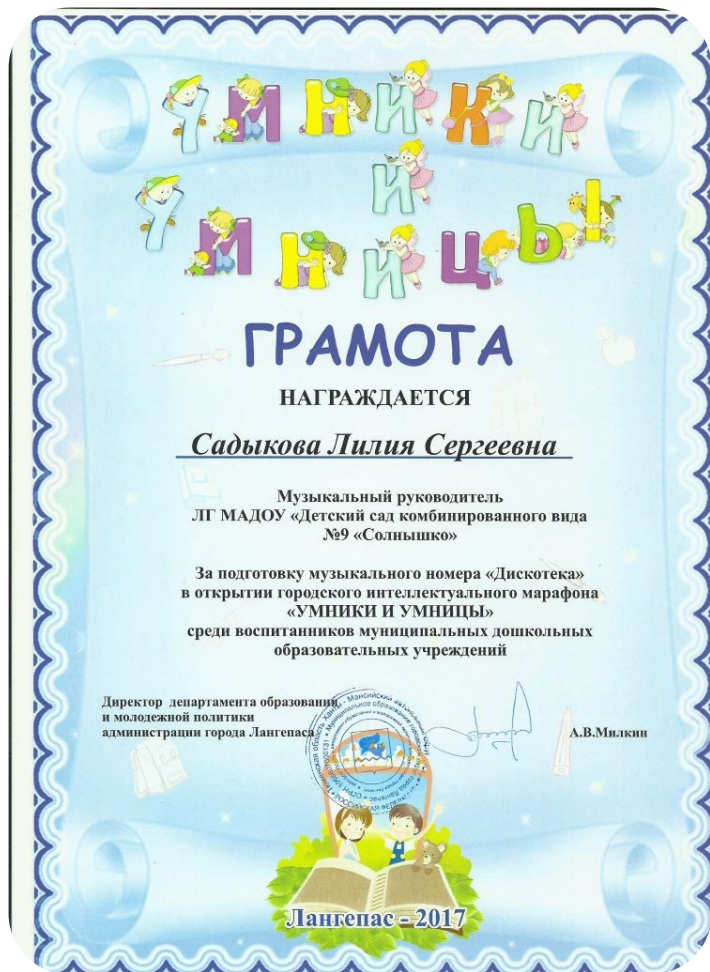 УМНИКИ
И
УМНИЦЫ
ГРАМОТА
НАГРАЖДАЕТСЯ
Садыкова Лилия Сергеевна
Музыкальный руководитель
ЛГ МАДОУ «Детский сад комбинированного вида
№9 «Солнышко»
За подготовку музыкального номера «Дискотека»
в открытии городского интеллектуального марафона
«УМНИКИ И УМНИЦЫ»
среди воспитанников муниципальных дошкольных
образовательных учреждений
Директор департамента образования
и молодежной политики
администрации города Лангепаса
А.В.Милкин
Лангепас - 2017